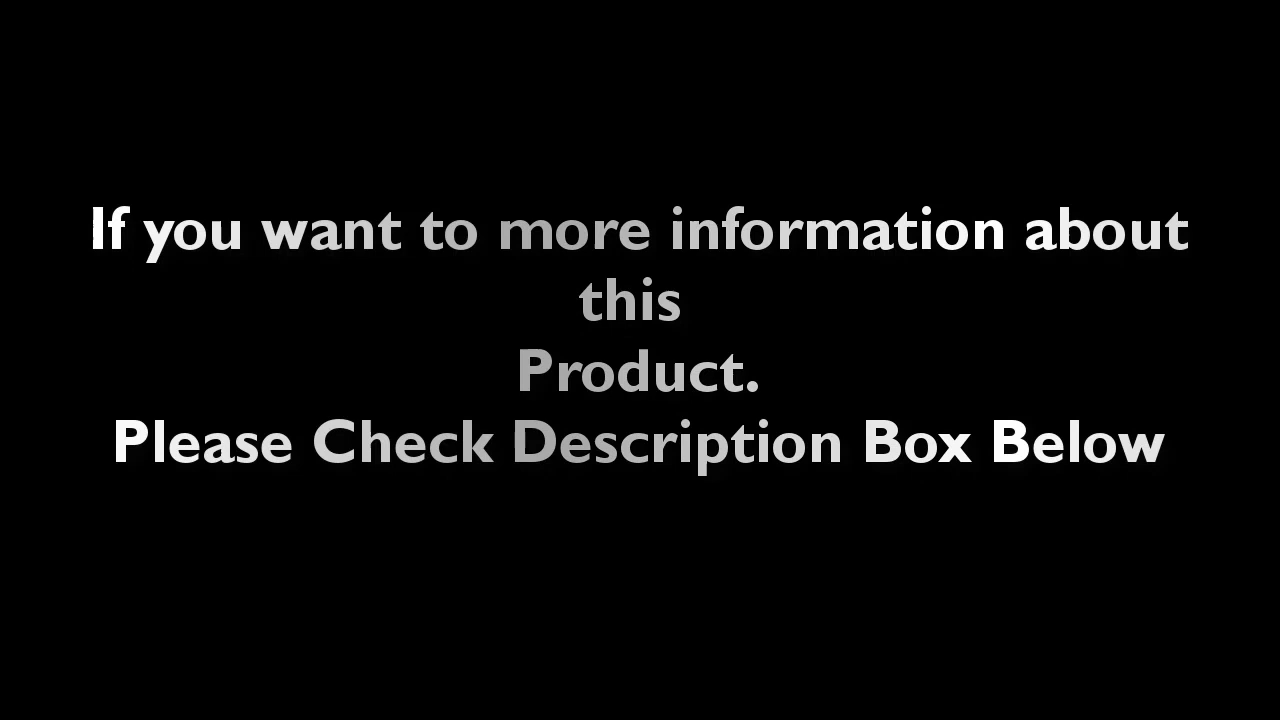 If you want to more information about
this
Product.
Please Check Description Box Below